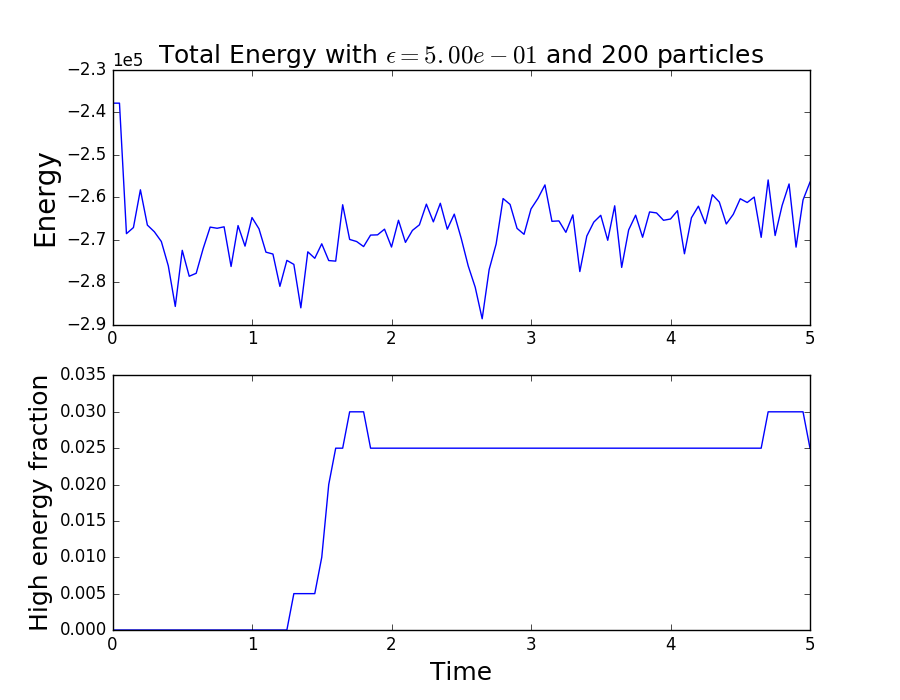 Total Energy with ϵ = 5.00e − 01 and 200 particles
1e5
−2.3
−2.4
−2.5
−2.6
−2.7
−2.8
−2.9
Energy
0 1 2 3 4 5
0.035
0.030
0.025
0.020
0.015
0.010
0.005
0.000
High energy fraction
0 1 2 3 4 5
Time